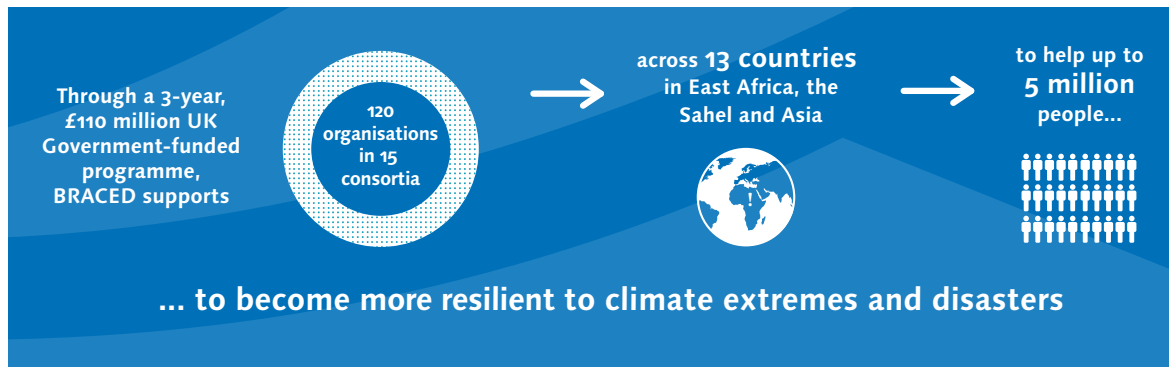 Through a 3-year,
£110 million UK
Government-funded
programme,
BRACED supports
120
organisations
in 15
consortia
across 13 countries
in East Africa, the
Sahel and Asia
to help up to
5 million
people...
... to become more resilient to climate extremes and disasters